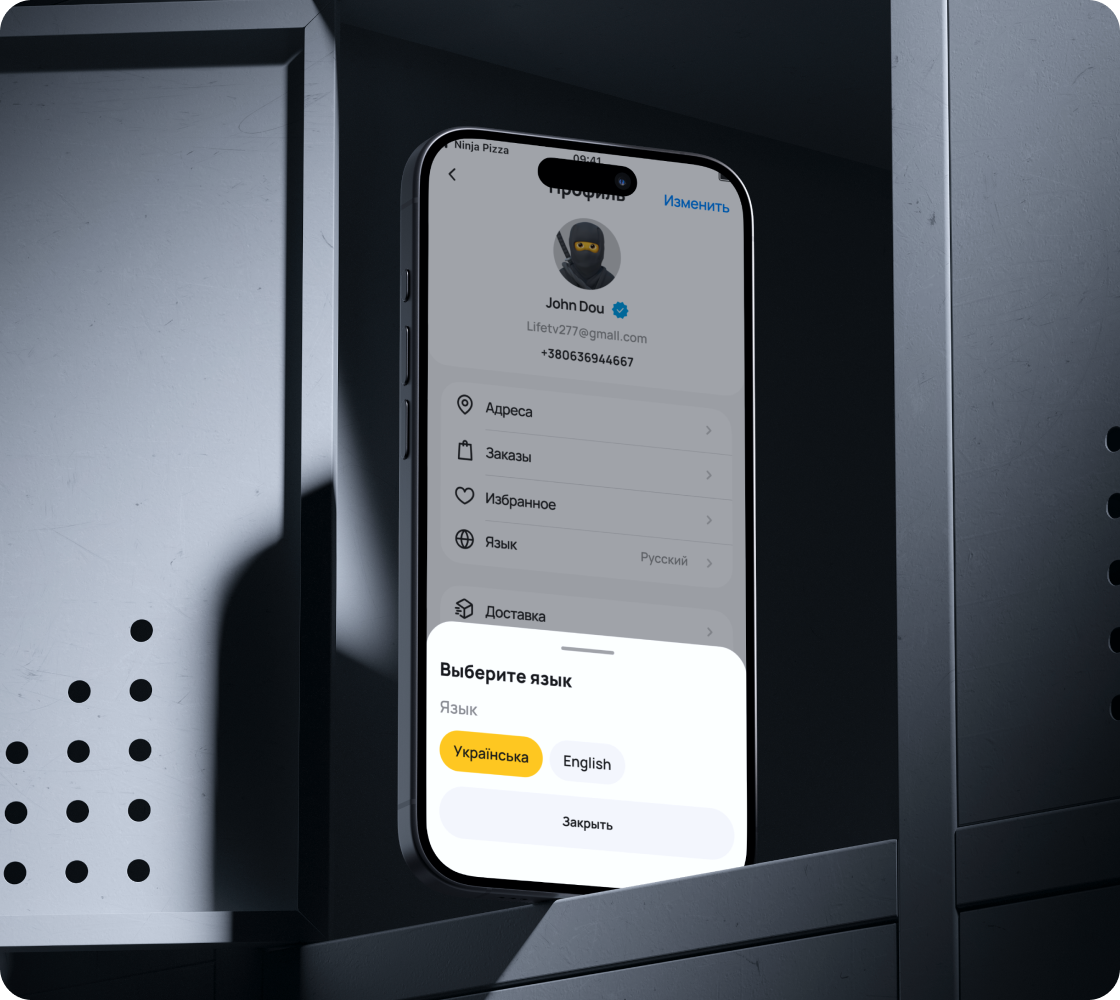 Ninja Pizza
09:41
Профиль
Изменить
John Dou
Lifetv277@gmall.com
+380636944667
Адреса
Заказы
Избранное
Язык
Русский
Доставка
Выберите язык
Язык
Українська
English
Закрыть